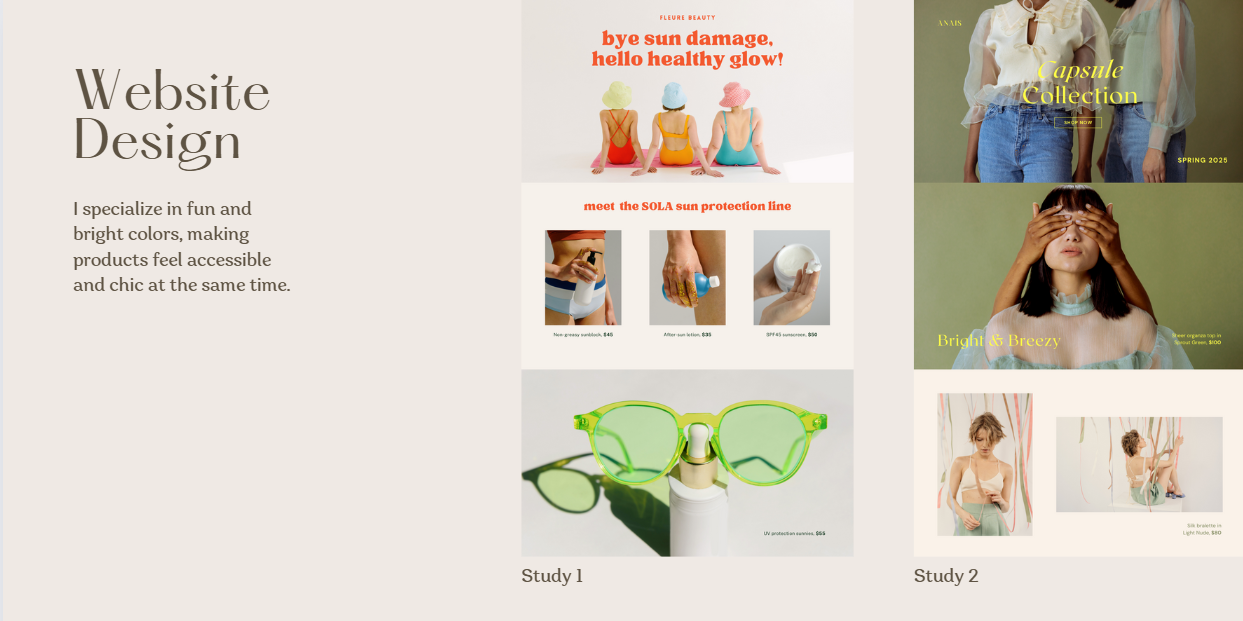 Website
Design
I specialize in fun and
bright colors, making
products feel accessible
and chic at the same time.
FLEURE BEAUTY
bye sun damage,
hello healthy glow!
meet the SOLA sun protection line
Non-greasy sunblock, $45
After-sun lotion, $35
SPF45 sunscreen, $50
UV protection sunnies, $55
Study 1
ANAIS
Capsule
Collection
SHOP NOW
SPRING 2025
Bright & Breezy
Sheer organza top in
Sprout Green, $100
Silk bralette in
Light Nude, $80
Study 2